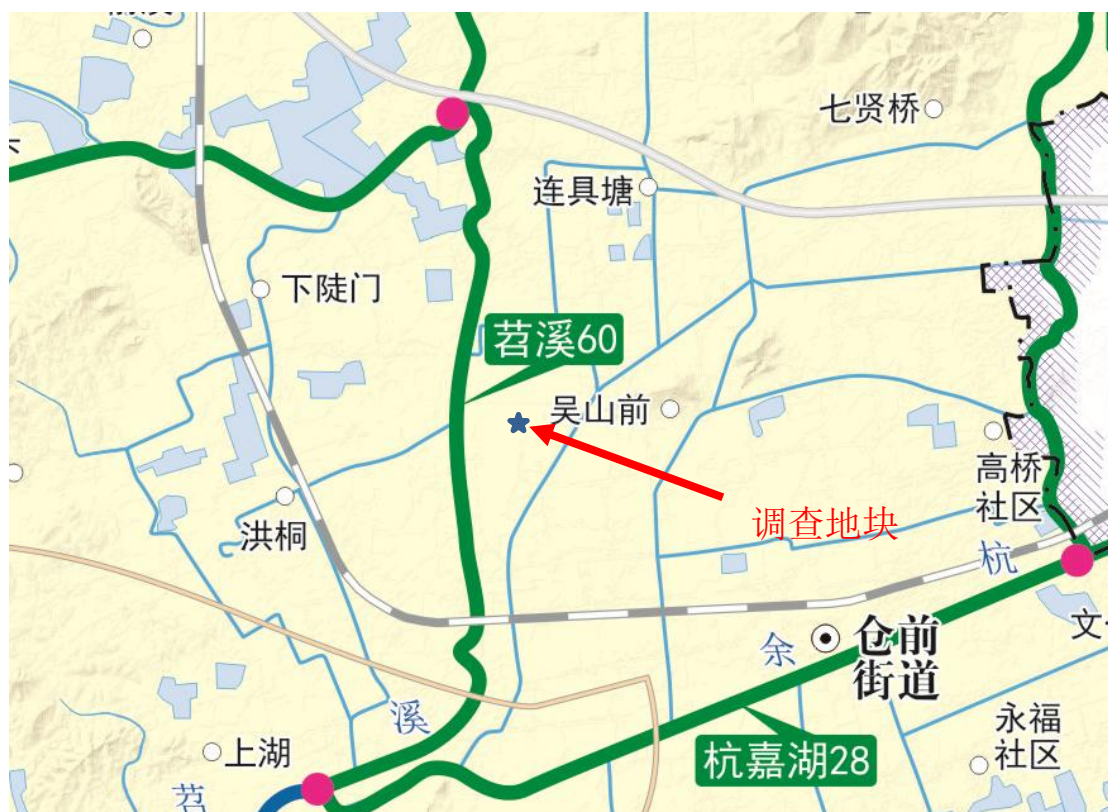 七贤桥
连具塘
下陡门
苕溪60
吴山前
高桥
社区
调查地块
洪桐
杭
余
仓前
街道
文
溪
上湖
永福
社区
杭嘉湖28
苕